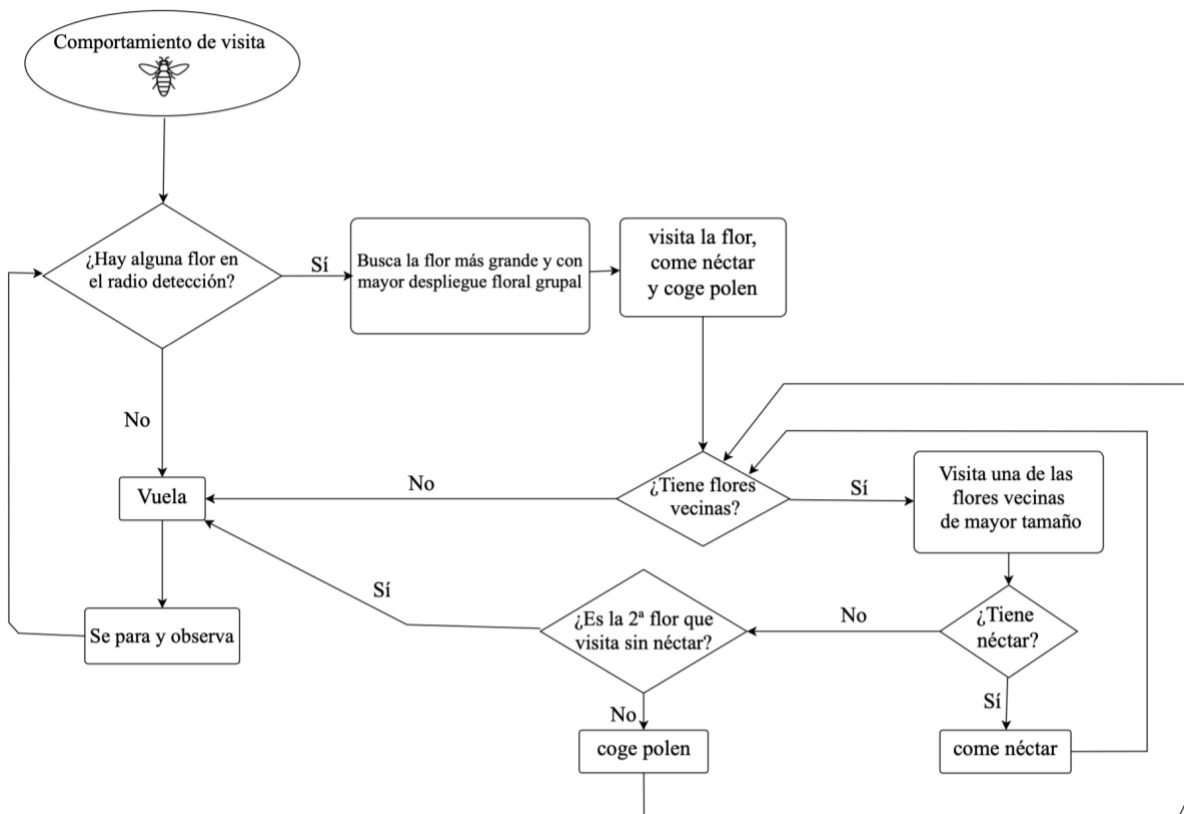 Comportamiento de visita
¿Hay alguna flor en
el radio detección?
Sí
Busca la flor más grande y con
mayor despliegue floral grupal
visita la flor,
come néctar
y coge polen
No
Vuela
Se para y observa
No
¿Tiene flores
vecinas?
Sí
Visita una de las
flores vecinas
de mayor tamaño
Sí
¿Es la 2ª flor que
visita sin néctar?
No
¿Tiene
néctar?
Sí
No
coge polen
come néctar